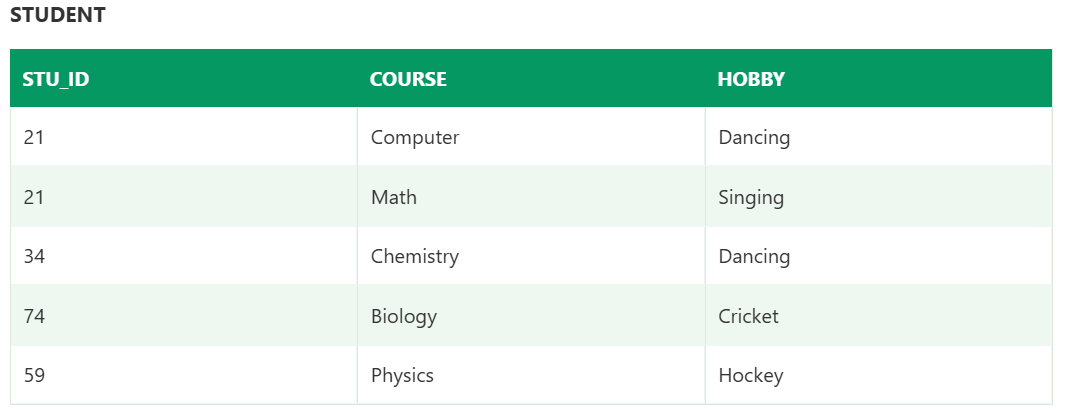 STUDENT
STU_ID COURSE HOBBY
21 Computer Dancing
21 Math Singing
34 Chemistry Dancing
74 Biology Cricket
59 Physics Hockey